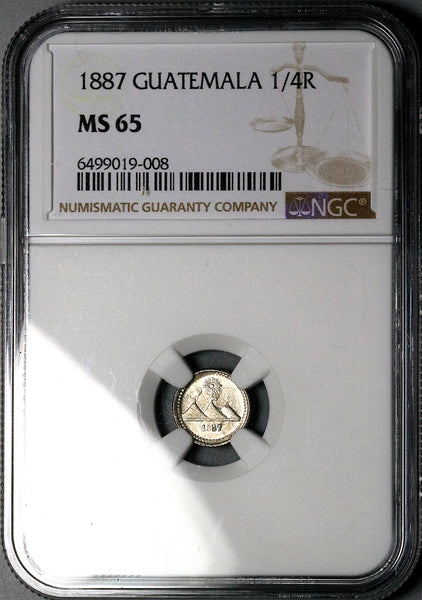 1887 GUATEMALA 1/4R
MS 65
6499019-008
NUMISMATIC GUARANTY COMPANY NGC®
1887